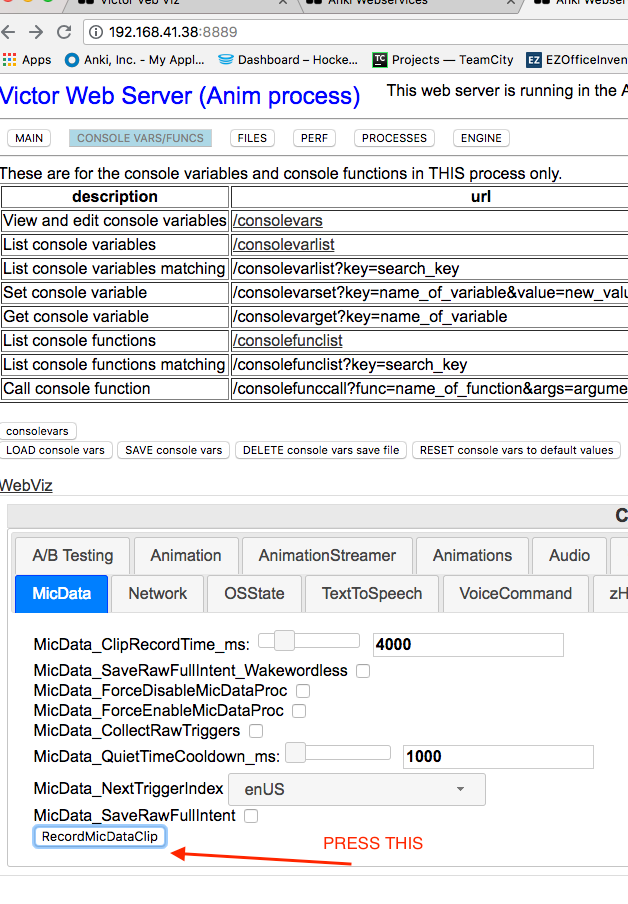 Victor Web Viz
Anki Webservices
Anki Webser
192.168.41.38:8889
Apps
Anki, Inc. - My Appl...
Dashboard – Hocke...
Projects — TeamCity
EZ EZOfficeInven
Victor Web Server (Anim process)
This web server is running in the A
MAIN
CONSOLE VARS/FUNCS
FILES
PERF
PROCESSES
ENGINE
These are for the console variables and console functions in THIS process only.
description url
View and edit console variables /consolevars
List console variables /consolevarlist
List console variables matching /consolevarlist?key=search_key
Set console variable /consolevarset?key=name_of_variable&value=new_valu
Get console variable /consolevarget?key=name_of_variable
List console functions /consolefunclist
List console functions matching /consolefunclist?key=search_key
Call console function /consolefunccall?func=name_of_function&args=argume
consolevars
LOAD console vars
SAVE console vars
DELETE console vars save file
RESET console vars to default values
WebViz
C
A/B Testing
Animation
AnimationStreamer
Animations
Audio
MicData
Network
OSState
TextToSpeech
VoiceCommand
zH
MicData_ClipRecordTime_ms: 4000
MicData_SaveRawFullIntent_Wakewordless
MicData_ForceDisableMicDataProc
MicData_ForceEnableMicDataProc
MicData_CollectRawTriggers
MicData_QuietTimeCooldown_ms: 1000
MicData_NextTriggerIndex enUS
MicData_SaveRawFullIntent
RecordMicDataClip
PRESS THIS